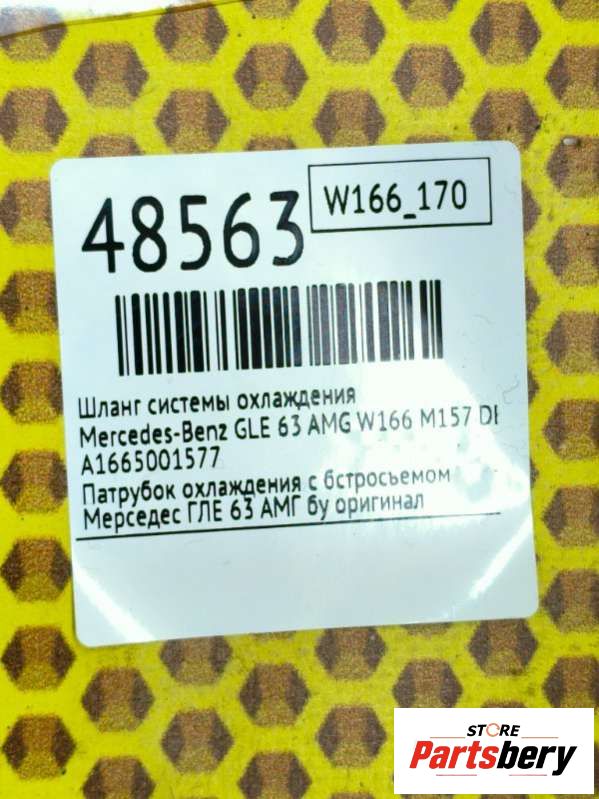 48563
W166_170
Шланг системы охлаждения
Mercedes-Benz GLE 63 AMG W166 M157 DI
A1665001577
Патрубок охлаждения с бстросъемом
Мерседес ГЛЕ 63 АМГ бу оригинал
STORE
Partsbery